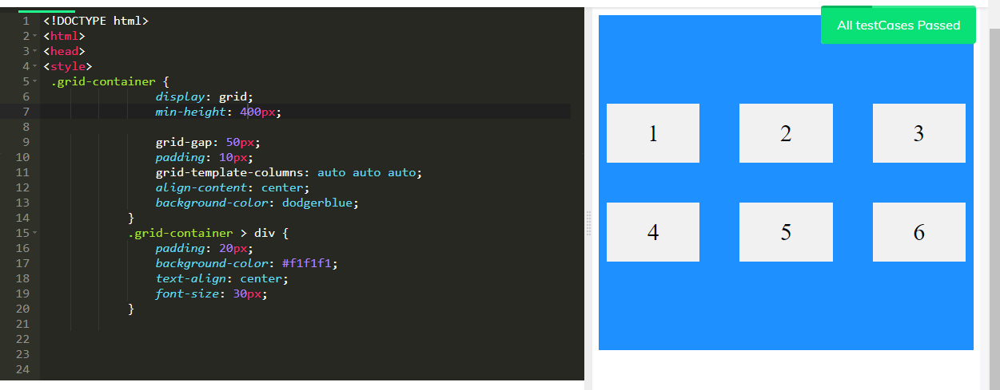 1 <!DOCTYPE html>
2 <html>
3 <head>
4 <style>
5 .grid-container {
6 display: grid;
7 min-height: 400px;
8
9 grid-gap: 50px;
10 padding: 10px;
11 grid-template-columns: auto auto auto;
12 align-content: center;
13 background-color: dodgerblue;
14 }
15 .grid-container > div {
16 padding: 20px;
17 background-color: #f1f1f1;
18 text-align: center;
19 font-size: 30px;
20 }
21
22
23
24
All testCases Passed
1 2 3
4 5 6